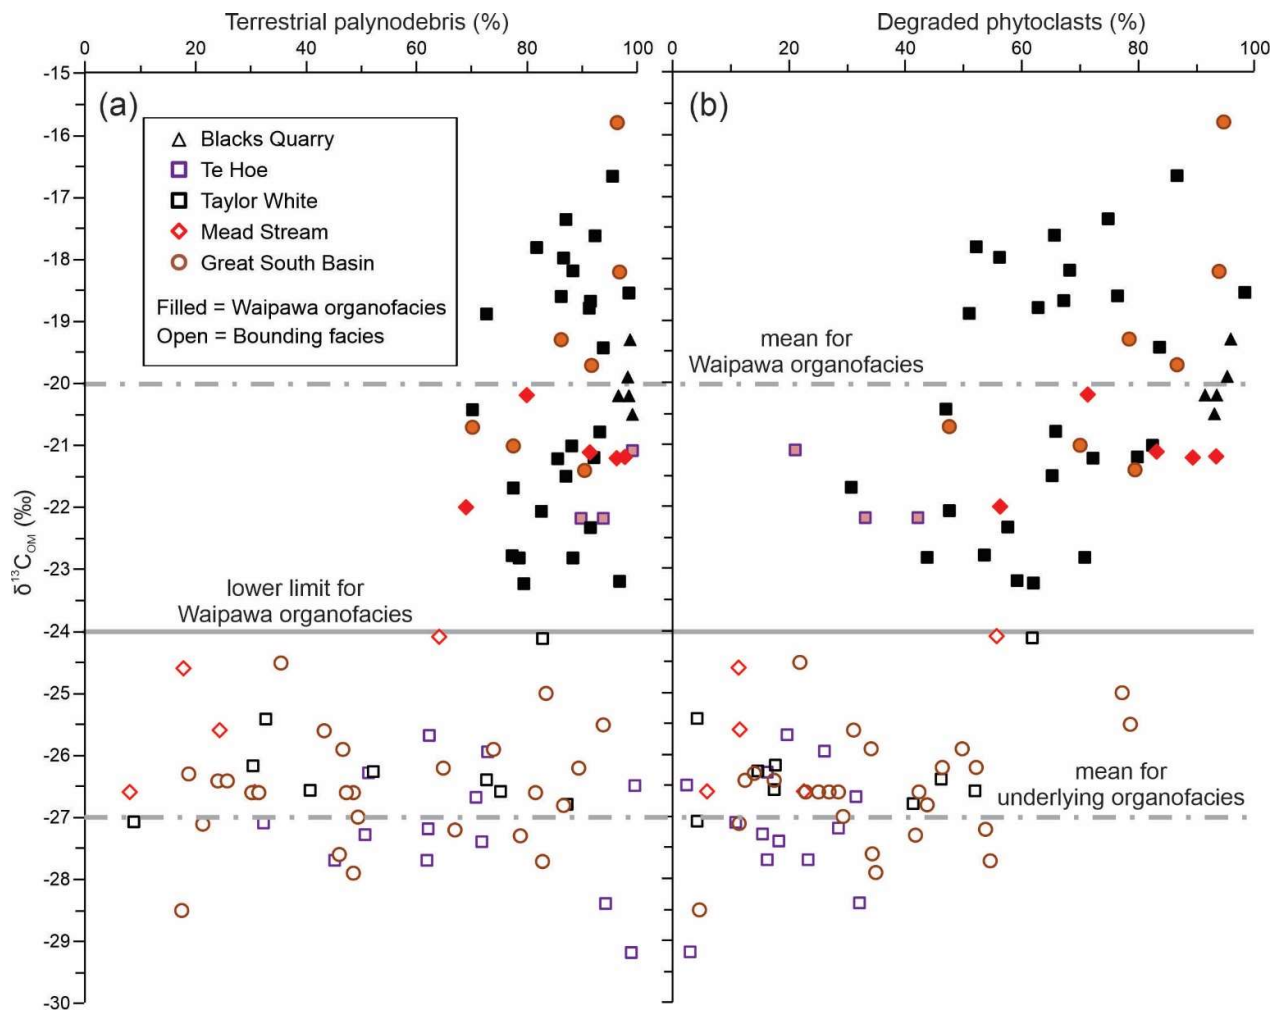 Terrestrial palynodebris (%)
Degraded phytoclasts (%)
0 20 40 60 80 100
0 20 40 60 80 100
-15
-16
-17
-18
-19
-20
-21
-22
-23
-24
-25
-26
-27
-28
-29
-30
δ¹³C_OM (‰)
(a)
Blacks Quarry
Te Hoe
Taylor White
Mead Stream
Great South Basin
Filled = Waipawa organofacies
Open = Bounding facies
lower limit for
Waipawa organofacies
(b)
mean for
Waipawa organofacies
mean for
underlying organofacies